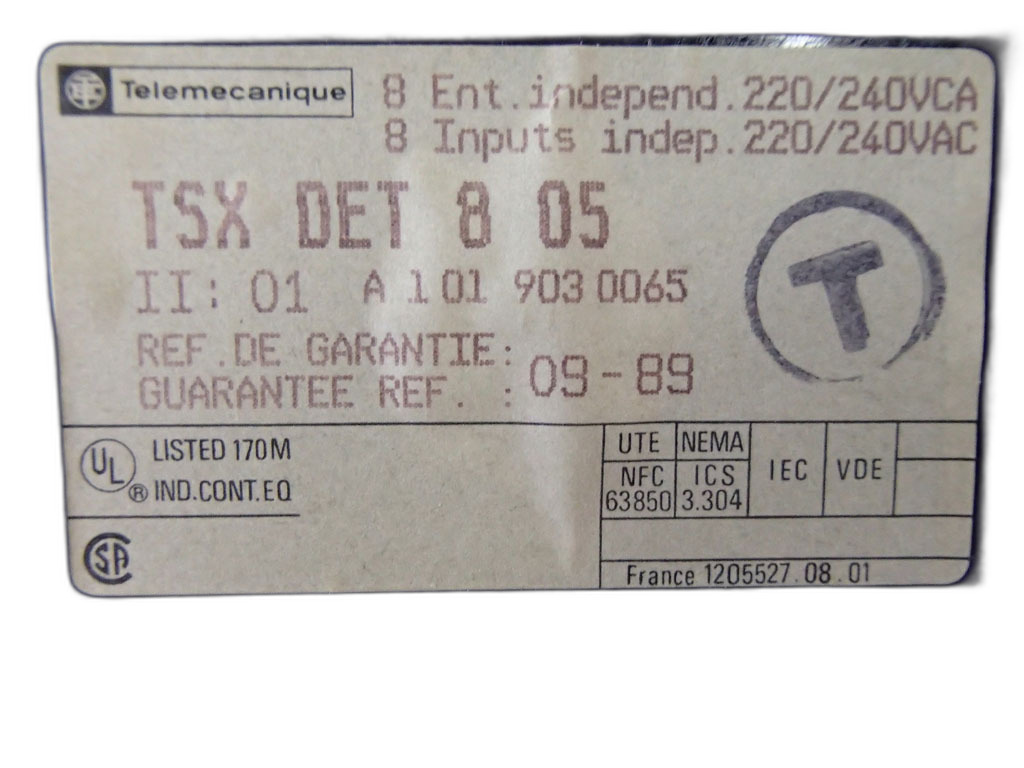 Telemecanique
8 Ent.independ.220/240VCA
8 Inputs indep.220/240VAC
TSX DET 8 05
II: 01 A 1 01 903 0065
REF.DE GARANTIE:
GUARANTEE REF. : 09-89
T
UL ® LISTED 170M
IND.CONT.EQ
UTE NEMA IEC VDE
NFC ICS
63850 3.304
CSA
France 1205527.08.01